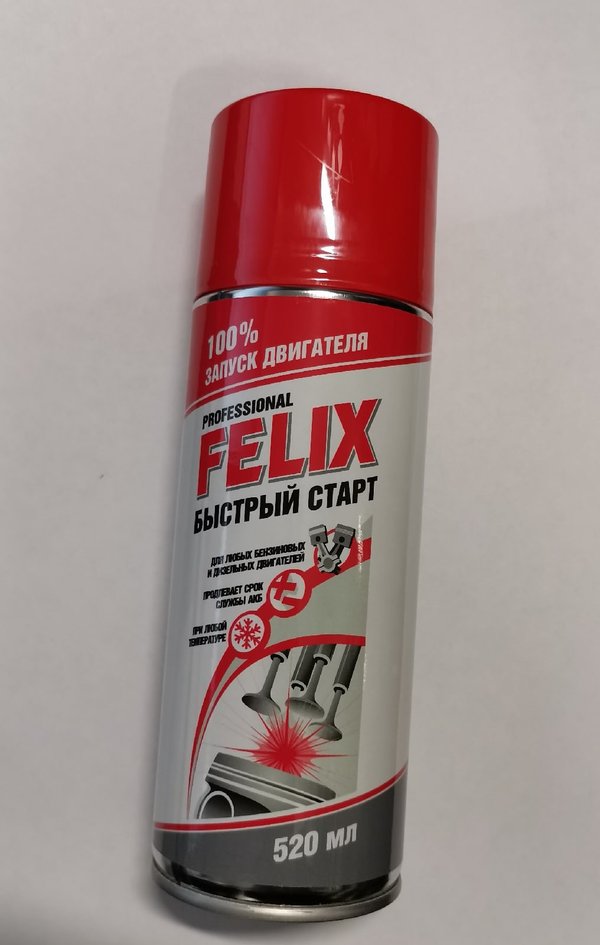 100%
ЗАПУСК ДВИГАТЕЛЯ
PROFESSIONAL
FELIX
БЫСТРЫЙ СТАРТ
ДЛЯ ЛЮБЫХ БЕНЗИНОВЫХ
И ДИЗЕЛЬНЫХ ДВИГАТЕЛЕЙ
ПРОДЛЕВАЕТ СРОК
СЛУЖБЫ АКБ
ПРИ ЛЮБОЙ
ТЕМПЕРАТУРЕ
520 мл